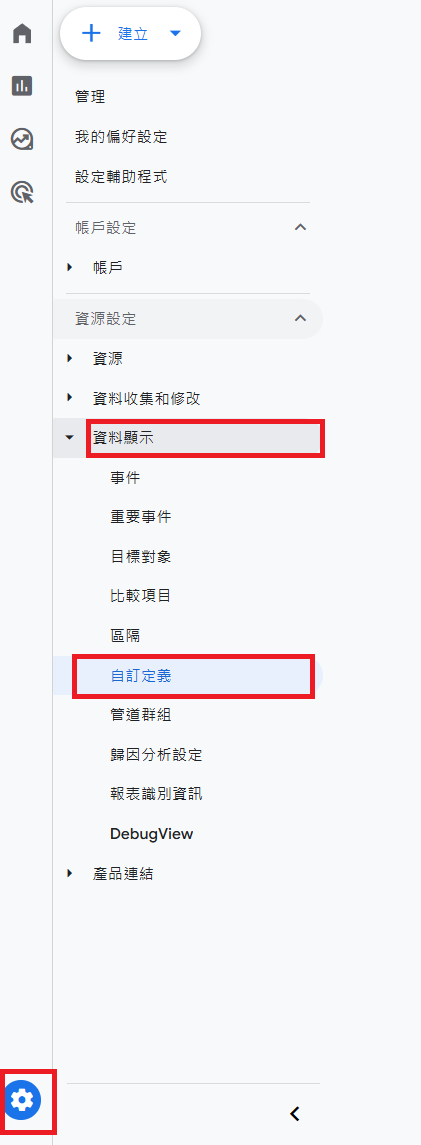 建立
管理
我的偏好設定
設定輔助程式
帳戶設定
帳戶
資源設定
資源
資料收集和修改
資料顯示
事件
重要事件
目標對象
比較項目
區隔
自訂定義
管道群組
歸因分析設定
報表識別資訊
DebugView
產品連結